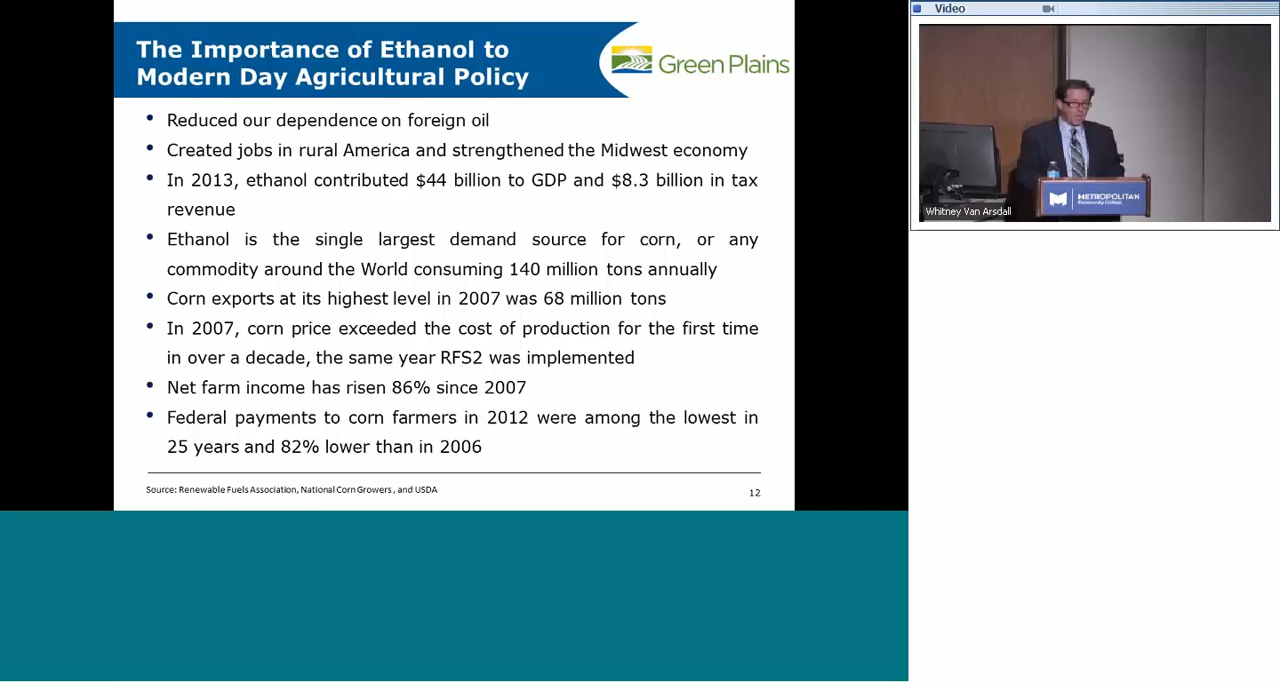 The Importance of Ethanol to
Modern Day Agricultural Policy
Green Plains
• Reduced our dependence on foreign oil
• Created jobs in rural America and strengthened the Midwest economy
• In 2013, ethanol contributed $44 billion to GDP and $8.3 billion in tax
revenue
• Ethanol is the single largest demand source for corn, or any
commodity around the World consuming 140 million tons annually
• Corn exports at its highest level in 2007 was 68 million tons
• In 2007, corn price exceeded the cost of production for the first time
in over a decade, the same year RFS2 was implemented
• Net farm income has risen 86% since 2007
• Federal payments to corn farmers in 2012 were among the lowest in
25 years and 82% lower than in 2006
Source: Renewable Fuels Association, National Corn Growers, and USDA
12
Video
METROPOLITAN
Community College
Whitney Van Arsdall